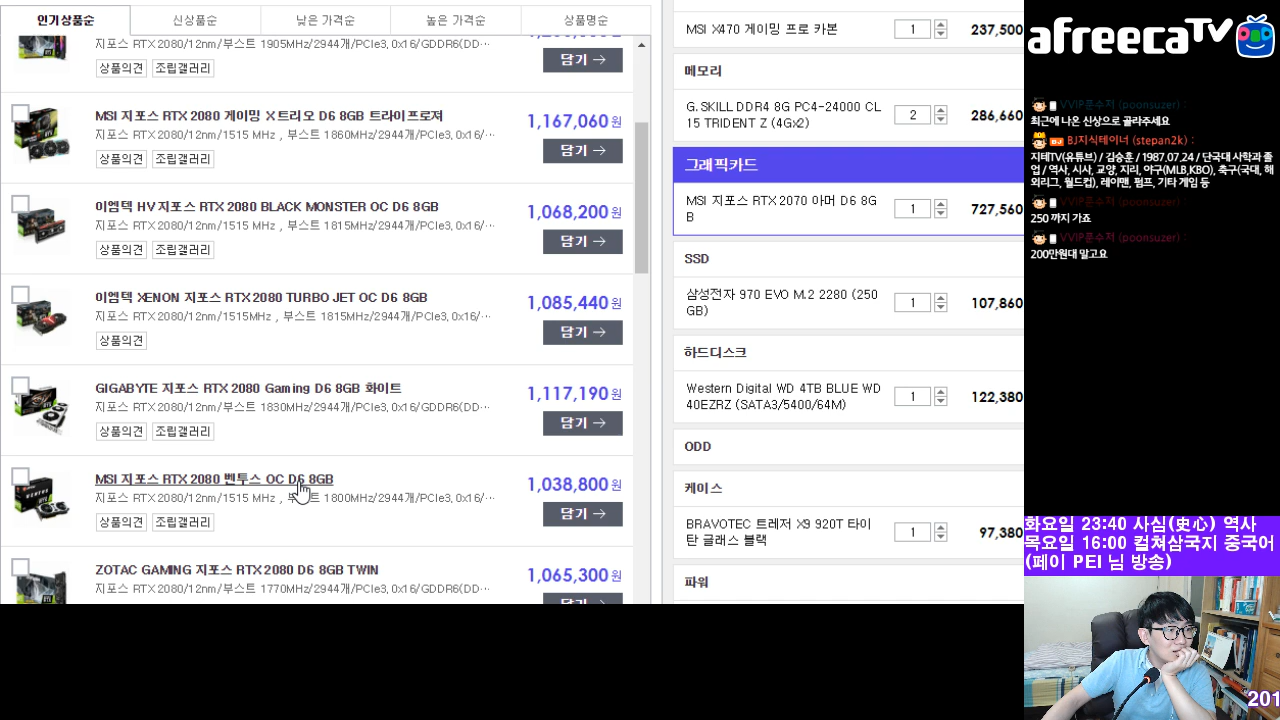 인기상품순
신상품순
낮은 가격순
높은 가격순
상품명순
지포스 RTX2080/12nm/부스트 1905MHz/2944개/PCIe3, 0x16/GDDR6(DD···
담기 →
상품의견 조립갤러리
MSI 지포스 RTX 2080 게이밍 X 트리오 D6 8GB 트라이프로저
지포스 RTX2080/12nm/1515 MHz , 부스트 1860MHz/2944개/PCIe3, 0x16/···
1,167,060원
담기 →
상품의견 조립갤러리
이엠텍 HV 지포스 RTX 2080 BLACK MONSTER OC D6 8GB
지포스 RTX2080/12nm/1515 MHz , 부스트 1815MHz/2944개/PCIe3, 0x16/···
1,068,200원
담기 →
상품의견 조립갤러리
이엠텍 XENON 지포스 RTX 2080 TURBO JET OC D6 8GB
지포스 RTX2080/12nm/1515MHz , 부스트 1815MHz/2944개/PCIe3, 0x16/···
1,085,440원
담기 →
상품의견
GIGABYTE 지포스 RTX 2080 Gaming D6 8GB 화이트
지포스 RTX2080/12nm/부스트 1830MHz/2944개/PCIe3, 0x16/GDDR6(DD···
1,117,190원
담기 →
상품의견 조립갤러리
MSI 지포스 RTX 2080 벤투스 OC D6 8GB
지포스 RTX2080/12nm/1515 MHz , 부스트 1800MHz/2944개/PCIe3, 0x16/···
1,038,800원
담기 →
상품의견 조립갤러리
ZOTAC GAMING 지포스 RTX 2080 D6 8GB TWIN
지포스 RTX2080/12nm/부스트 1770MHz/2944개/PCIe3, 0x16/GDDR6(DD···
1,065,300원
담기
MSI X470 게이밍 프로 카본
1
237,500
메모리
G.SKILL DDR4 8G PC4-24000 CL
15 TRIDENT Z (4Gx2)
2
286,660
그래픽카드
MSI 지포스 RTX 2070 아머 D6 8G
B
1
727,560
SSD
삼성전자 970 EVO M.2 2280 (250
GB)
1
107,860
하드디스크
Western Digital WD 4TB BLUE WD
40EZRZ (SATA3/5400/64M)
1
122,380
ODD
케이스
BRAVOTEC 트레저 X9 920T 타이
탄 글래스 블랙
1
97,380
파워
afreecaTV
VVIP푼수저 (poonsuzer) :
최근에 나온 신상으로 골라주세요
BJ지식테이너 (stepan2k) :
지테TV(유튜브) / 김승훈 / 1987.07.24 / 단국대 사학과 졸
업 / 역사, 시사, 교양, 지리, 야구(MLB,KBO), 축구(국대, 해
외리그, 월드컵), 레이맨, 펌프, 기타 게임 등
VVIP푼수저 (poonsuzer) :
250 까지 가죠
VVIP푼수저 (poonsuzer) :
200만원대 말고요
화요일 23:40 사심(史心) 역사
목요일 16:00 컬쳐삼국지 중국어
(페이 PEI 님 방송)
201